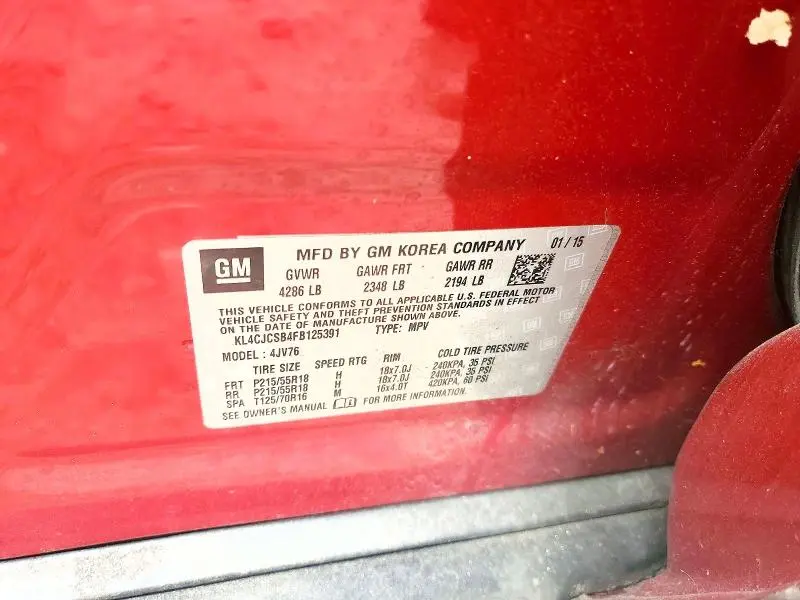 GM MFD BY GM KOREA COMPANY 01 / 15
GVWR GAWR FRT GAWR RR
4286 LB 2348 LB 2194 LB
THIS VEHICLE CONFORMS TO ALL APPLICABLE U.S. FEDERAL MOTOR
VEHICLE SAFETY AND THEFT PREVENTION STANDARDS IN EFFECT
ON THE DATE OF MANUFACTURE SHOWN ABOVE.
KL4CJCSB4FB125391 TYPE: MPV
MODEL : 4JV76
TIRE SIZE SPEED RTG RIM COLD TIRE PRESSURE
FRT P215/55R18 H 18x7.0J 240KPA, 35 PSI
RR P215/55R18 H 18x7.0J 240KPA, 35 PSI
SPA T125/70R16 M 16x4.0T 420KPA, 60 PSI
SEE OWNER'S MANUAL FOR MORE INFORMATION.